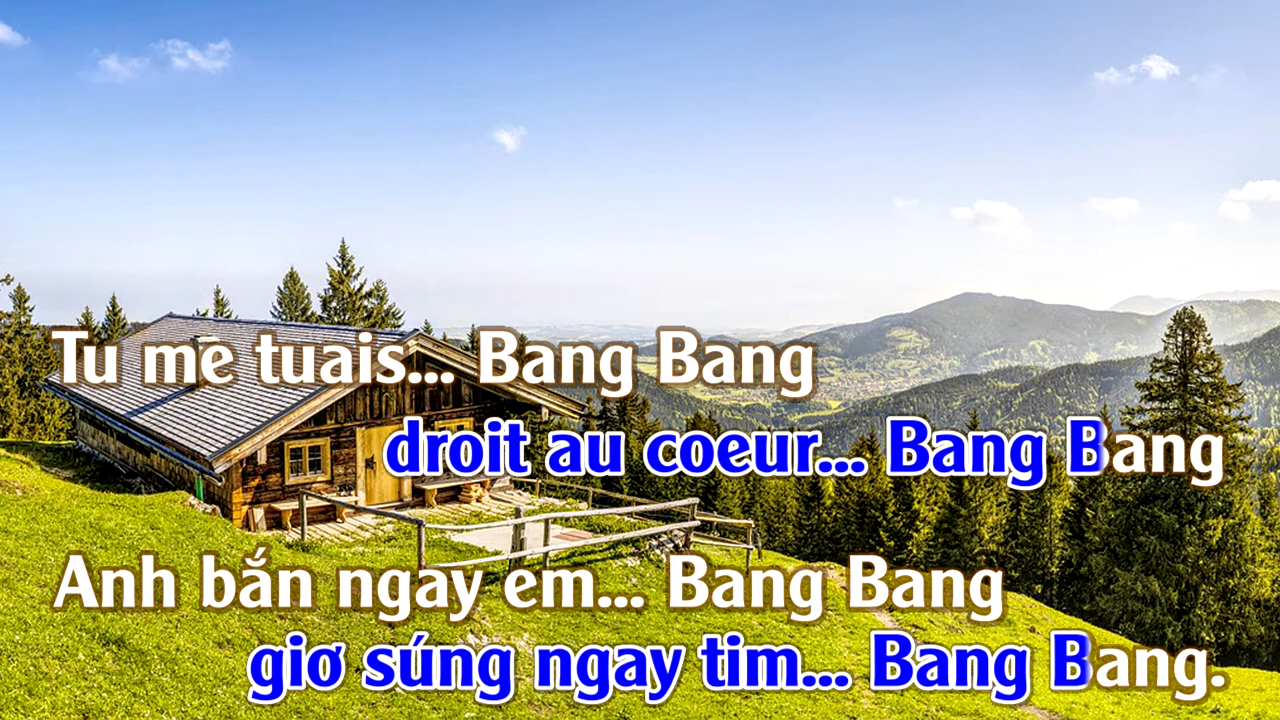 Tu me tuais... Bang Bang
droit au coeur... Bang Bang
Anh bắn ngay em... Bang Bang
giơ súng ngay tim... Bang Bang.